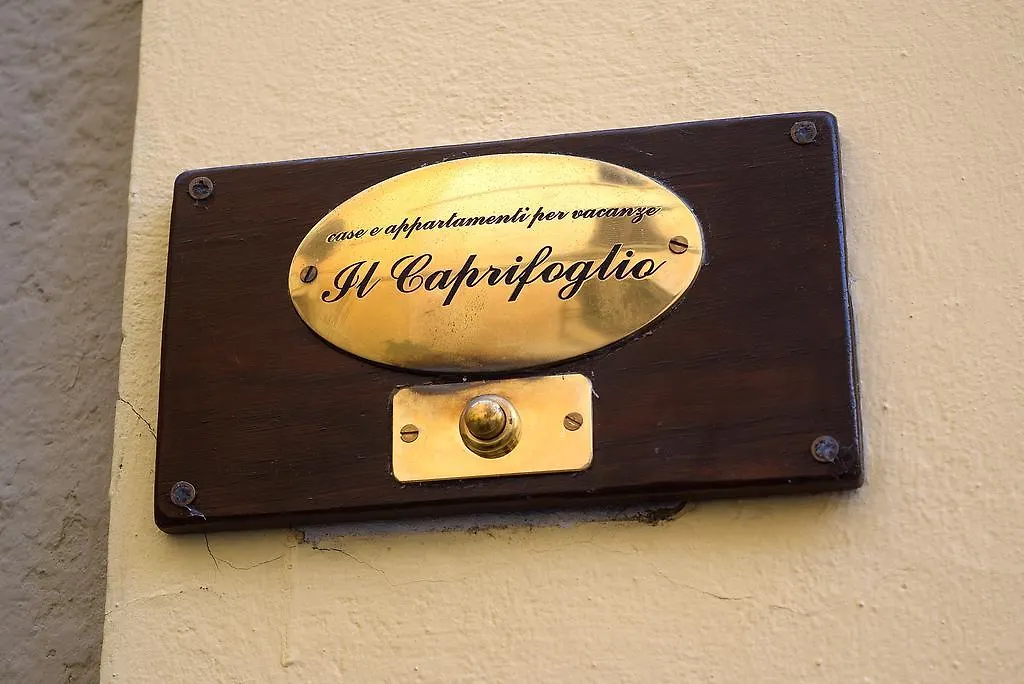 case e appartamenti per vacanze
Il Caprifoglio